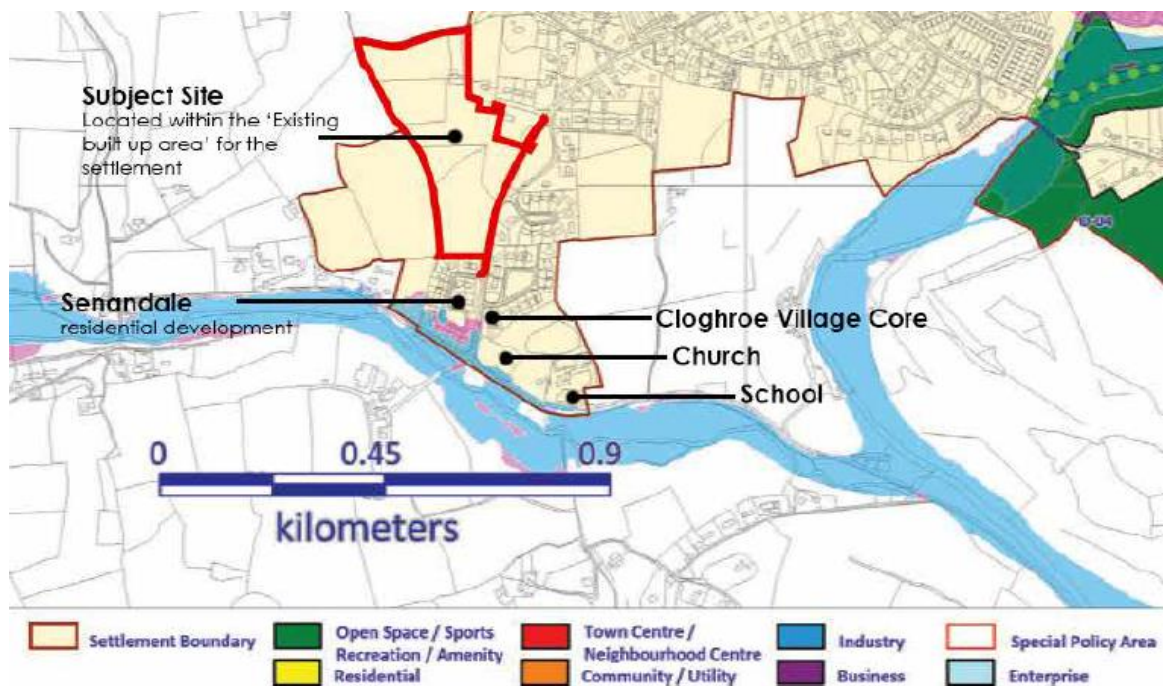 Subject Site
Located within the 'Existing
built up area' for the
settlement
Senandale
residential development
Cloghroe Village Core
Church
School
0 0.45 0.9
kilometers
Settlement Boundary
Open Space / Sports
Recreation / Amenity
Residential
Town Centre /
Neighbourhood Centre
Community / Utility
Industry
Business
Special Policy Area
Enterprise